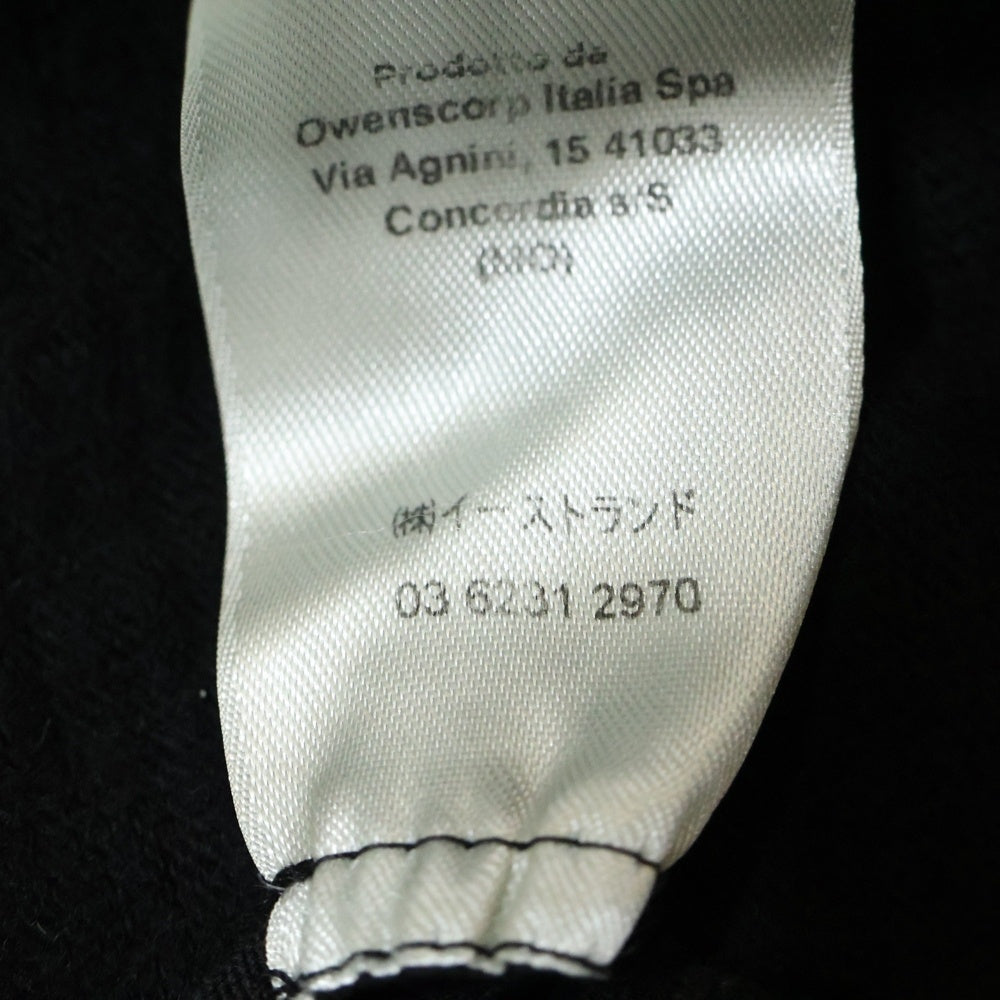 Prodotto da
Owenscorp Italia Spa
Via Agnini, 15 41033
Concordia s/S
(MO)
(株)イーストランド
03 6231 2970